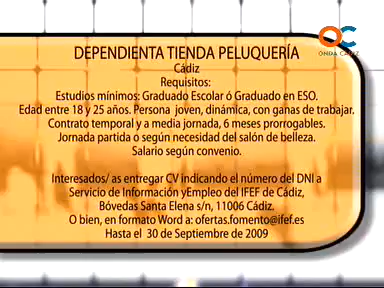 ONDA CÁDIZ
DEPENDIENTA TIENDA PELUQUERÍA
Cádiz
Requisitos:
Estudios mínimos: Graduado Escolar ó Graduado en ESO.
Edad entre 18 y 25 años. Persona joven, dinámica, con ganas de trabajar.
Contrato temporal y a media jornada, 6 meses prorrogables.
Jornada partida o según necesidad del salón de belleza.
Salario según convenio.
Interesados/ as entregar CV indicando el número del DNI a
Servicio de Información yEmpleo del IFEF de Cádiz,
Bóvedas Santa Elena s/n, 11006 Cádiz.
O bien, en formato Word a: ofertas.fomento@ifef.es
Hasta el 30 de Septiembre de 2009